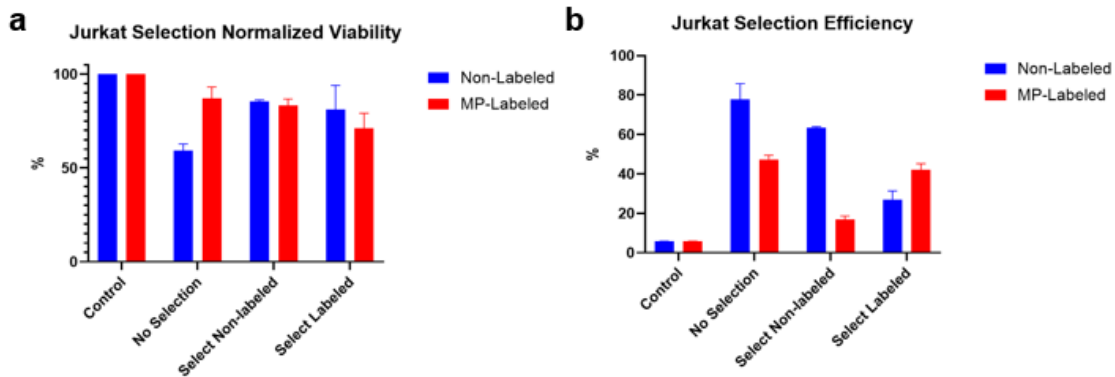 a
Jurkat Selection Normalized Viability
100
50
0
%
Non-Labeled
MP-Labeled
Control
No Selection
Select Non-labeled
Select Labeled
b
Jurkat Selection Efficiency
100
80
60
40
20
0
%
Non-Labeled
MP-Labeled
Control
No Selection
Select Non-labeled
Select Labeled